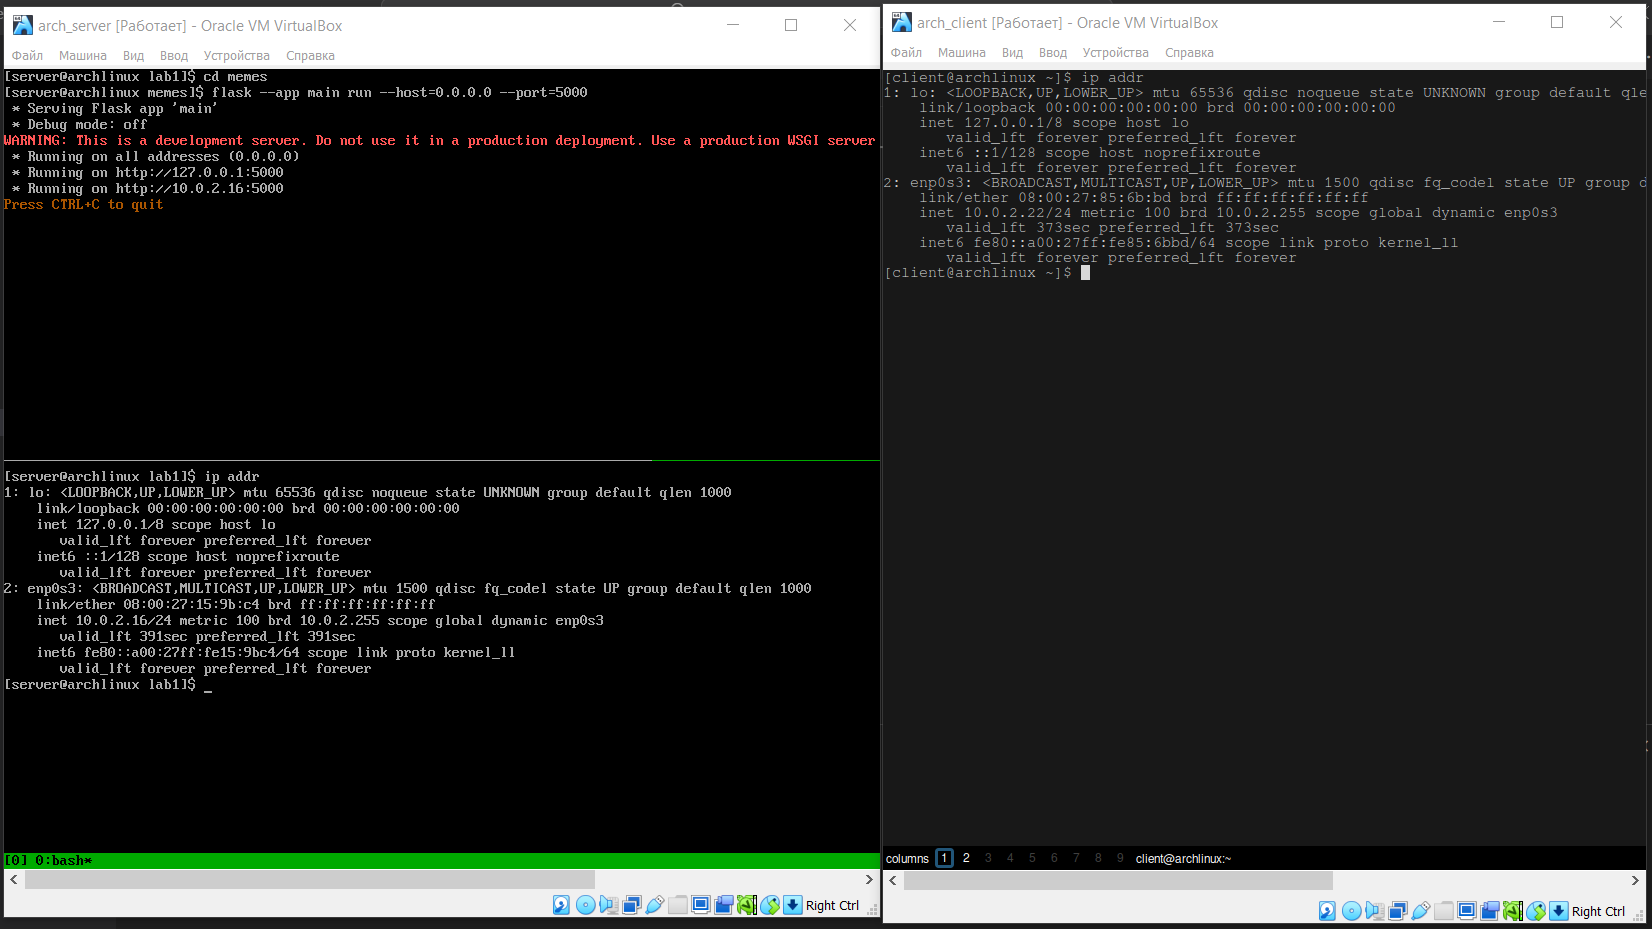 arch_server [Работает] - Oracle VM VirtualBox
Файл Машина Вид Ввод Устройства Справка
[server@archlinux lab1]$ cd memes
[server@archlinux memes]$ flask --app main run --host=0.0.0.0 --port=5000
 * Serving Flask app 'main'
 * Debug mode: off
WARNING: This is a development server. Do not use it in a production deployment. Use a production WSGI server
 * Running on all addresses (0.0.0.0)
 * Running on http://127.0.0.1:5000
 * Running on http://10.0.2.16:5000
Press CTRL+C to quit
[server@archlinux lab1]$ ip addr
1: lo: <LOOPBACK,UP,LOWER_UP> mtu 65536 qdisc noqueue state UNKNOWN group default qlen 1000
    link/loopback 00:00:00:00:00:00 brd 00:00:00:00:00:00
    inet 127.0.0.1/8 scope host lo
       valid_lft forever preferred_lft forever
    inet6 ::1/128 scope host noprefixroute
       valid_lft forever preferred_lft forever
2: enp0s3: <BROADCAST,MULTICAST,UP,LOWER_UP> mtu 1500 qdisc fq_codel state UP group default qlen 1000
    link/ether 08:00:27:15:9b:c4 brd ff:ff:ff:ff:ff:ff
    inet 10.0.2.16/24 metric 100 brd 10.0.2.255 scope global dynamic enp0s3
       valid_lft 391sec preferred_lft 391sec
    inet6 fe80::a00:27ff:fe15:9bc4/64 scope link proto kernel_ll
       valid_lft forever preferred_lft forever
[server@archlinux lab1]$ _
[0] 0:bash*
Right Ctrl
arch_client [Работает] - Oracle VM VirtualBox
Файл Машина Вид Ввод Устройства Справка
[client@archlinux ~]$ ip addr
1: lo: <LOOPBACK,UP,LOWER_UP> mtu 65536 qdisc noqueue state UNKNOWN group default qle
    link/loopback 00:00:00:00:00:00 brd 00:00:00:00:00:00
    inet 127.0.0.1/8 scope host lo
       valid_lft forever preferred_lft forever
    inet6 ::1/128 scope host noprefixroute
       valid_lft forever preferred_lft forever
2: enp0s3: <BROADCAST,MULTICAST,UP,LOWER_UP> mtu 1500 qdisc fq_codel state UP group d
    link/ether 08:00:27:85:6b:bd brd ff:ff:ff:ff:ff:ff
    inet 10.0.2.22/24 metric 100 brd 10.0.2.255 scope global dynamic enp0s3
       valid_lft 373sec preferred_lft 373sec
    inet6 fe80::a00:27ff:fe85:6bbd/64 scope link proto kernel_ll
       valid_lft forever preferred_lft forever
[client@archlinux ~]$
columns 1 2 3 4 5 6 7 8 9 client@archlinux:~
Right Ctrl